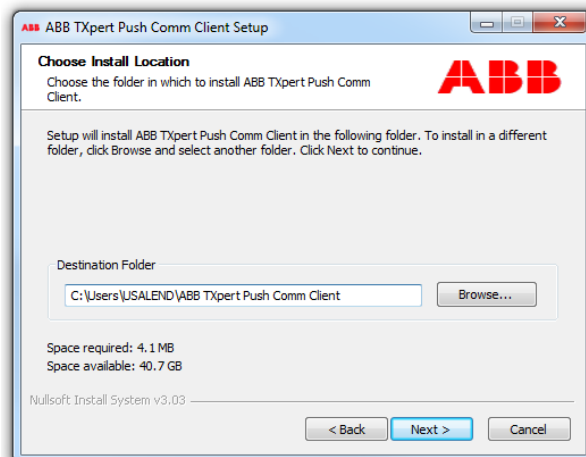 ABB ABB TXpert Push Comm Client Setup
Choose Install Location
Choose the folder in which to install ABB TXpert Push Comm
Client.
ABB
Setup will install ABB TXpert Push Comm Client in the following folder. To install in a different
folder, click Browse and select another folder. Click Next to continue.
Destination Folder
C:\Users\USALEND\ABB TXpert Push Comm Client
Browse...
Space required: 4.1 MB
Space available: 40.7 GB
Nullsoft Install System v3.03
< Back
Next >
Cancel